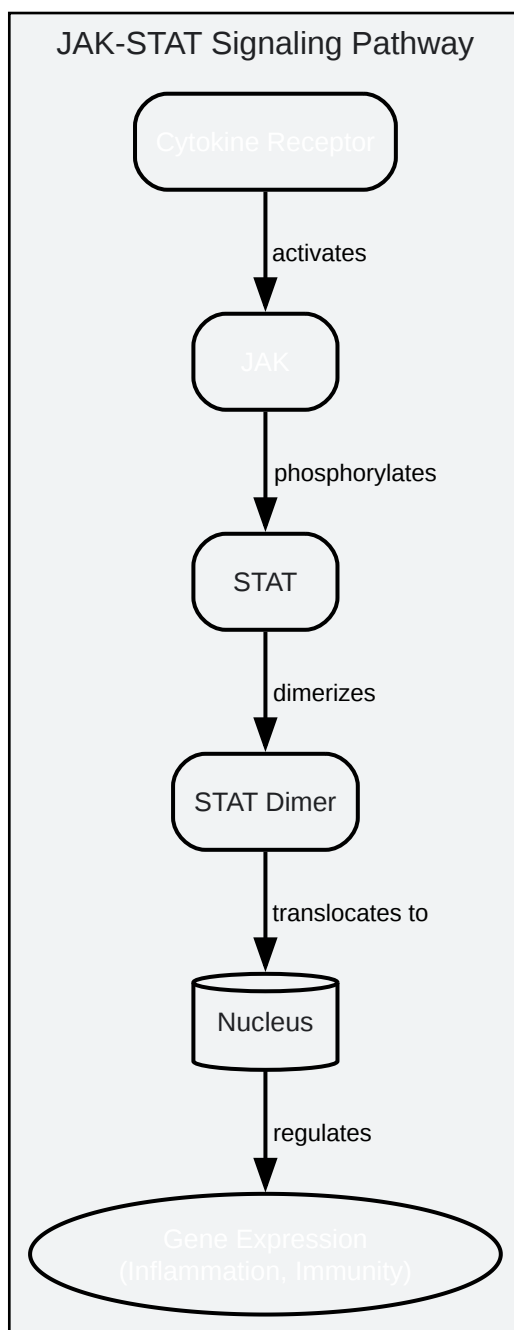 JAK-STAT Signaling Pathway
Cytokine Receptor
activates
JAK
phosphorylates
STAT
dimerizes
STAT Dimer
translocates to
Nucleus
regulates
Gene Expression
(Inflammation, Immunity)